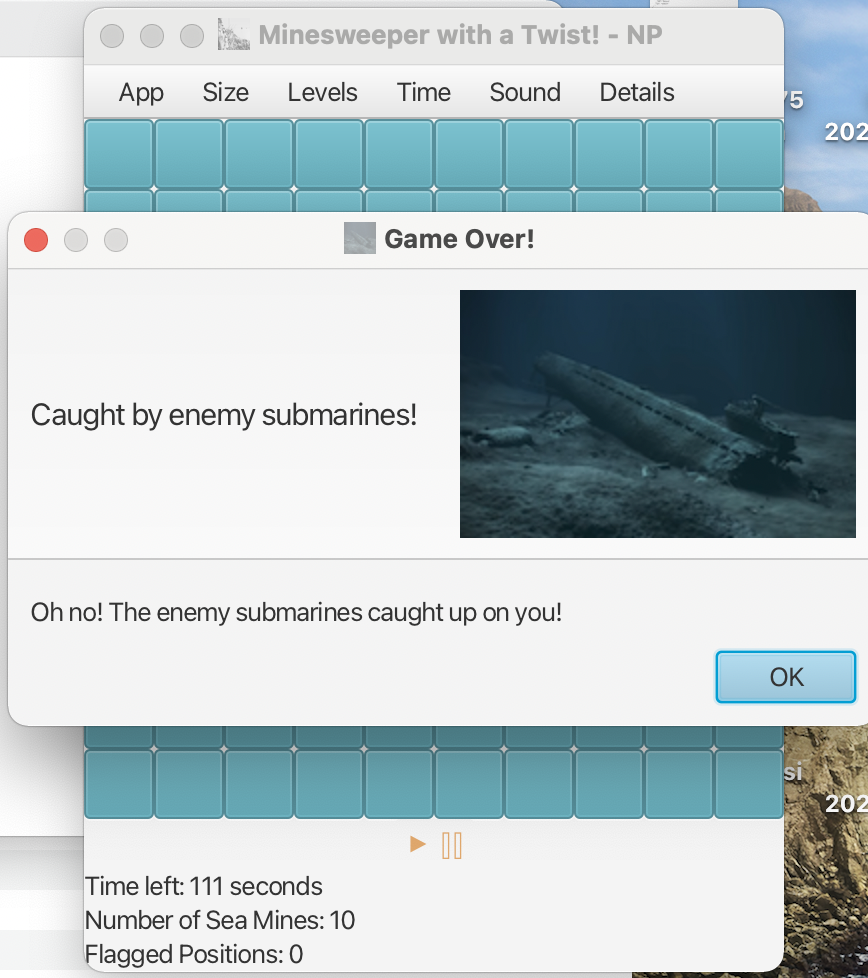 Minesweeper with a Twist! - NP
App Size Levels Time Sound Details
75
202
Game Over!
Caught by enemy submarines!
Oh no! The enemy submarines caught up on you!
OK
si
202
Time left: 111 seconds
Number of Sea Mines: 10
Flagged Positions: 0